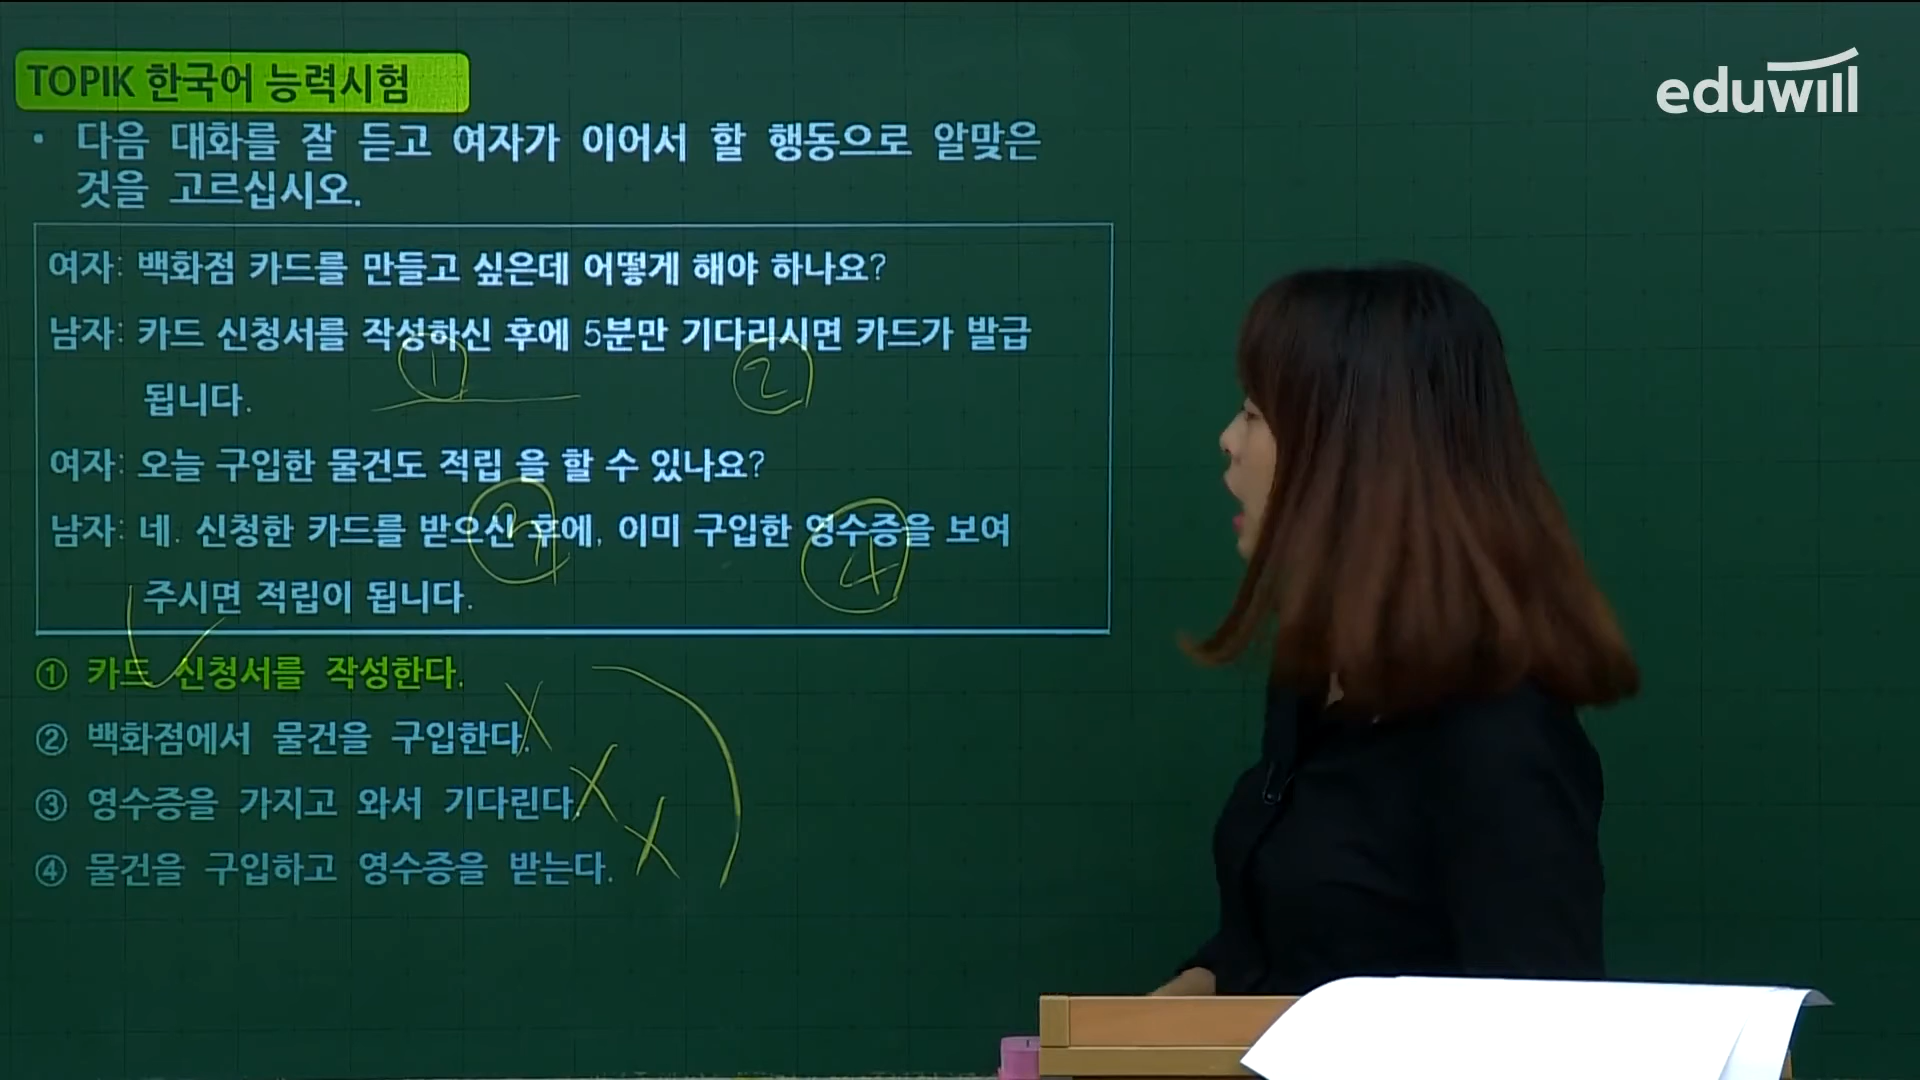 TOPIK 한국어 능력시험
eduwill
• 다음 대화를 잘 듣고 여자가 이어서 할 행동으로 알맞은
것을 고르십시오.
여자: 백화점 카드를 만들고 싶은데 어떻게 해야 하나요?
남자: 카드 신청서를 작성하신 후에 5분만 기다리시면 카드가 발급
① ②
됩니다.
여자: 오늘 구입한 물건도 적립 을 할 수 있나요?
남자: 네. 신청한 카드를 받으신 후에, 이미 구입한 영수증을 보여
③ ④
주시면 적립이 됩니다.
① 카드 신청서를 작성한다.
② 백화점에서 물건을 구입한다. X
③ 영수증을 가지고 와서 기다린다. X
④ 물건을 구입하고 영수증을 받는다. X